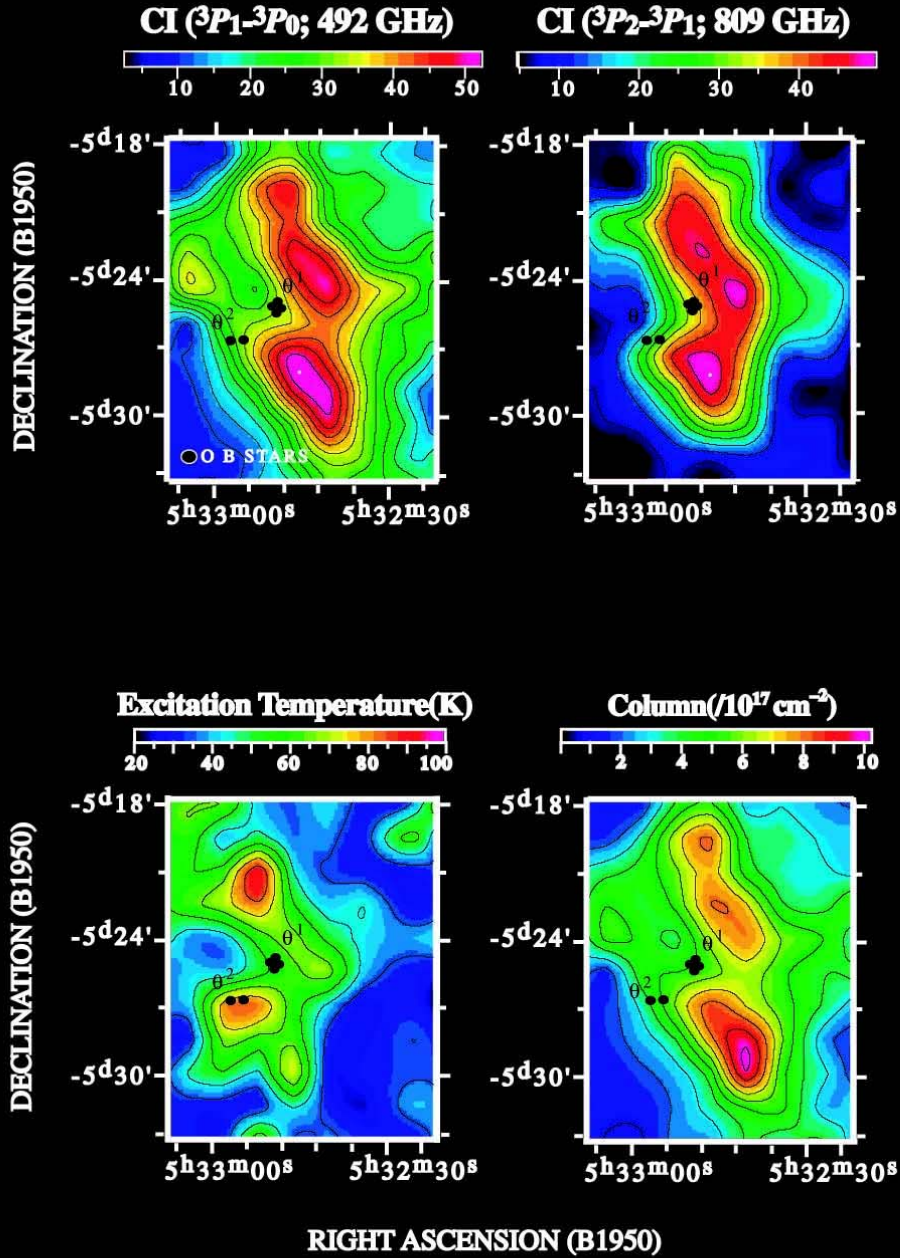 CI (³P₁-³P₀; 492 GHz)
CI (³P₂-³P₁; 809 GHz)
10 20 30 40 50
10 20 30 40
DECLINATION (B1950)
-5ᵈ18'
-5ᵈ24'
-5ᵈ30'
θ¹
θ²
O B STARS
5ʰ33ᵐ00ˢ 5ʰ32ᵐ30ˢ
-5ᵈ18'
-5ᵈ24'
-5ᵈ30'
θ¹
θ²
5ʰ33ᵐ00ˢ 5ʰ32ᵐ30ˢ
Excitation Temperature(K)
Column(/10¹⁷ cm⁻²)
20 40 60 80 100
2 4 6 8 10
DECLINATION (B1950)
-5ᵈ18'
-5ᵈ24'
-5ᵈ30'
θ¹
θ²
5ʰ33ᵐ00ˢ 5ʰ32ᵐ30ˢ
-5ᵈ18'
-5ᵈ24'
-5ᵈ30'
θ¹
θ²
5ʰ33ᵐ00ˢ 5ʰ32ᵐ30ˢ
RIGHT ASCENSION (B1950)